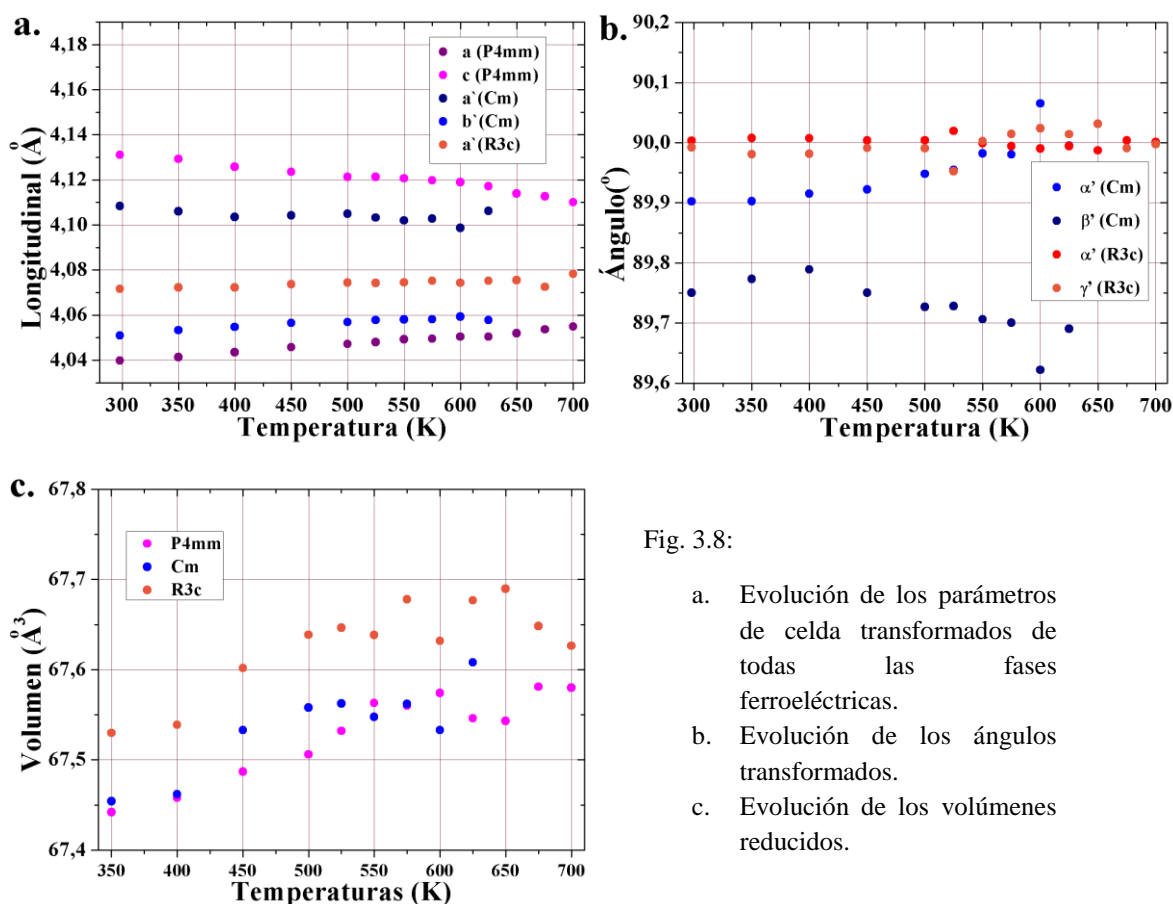 a.
4,18
4,16
4,14
4,13
4,12
4,10
4,08
4,06
4,04
Longitudinal (Å)
a (P4mm)
c (P4mm)
a`(Cm)
b`(Cm)
a`(R3c)
300 350 400 450 500 550 600 650 700
Temperatura (K)
b.
90,2
90,1
90,0
89,9
89,8
89,7
89,6
Ángulo(º)
α’ (Cm)
β’ (Cm)
α’ (R3c)
γ’ (R3c)
300 350 400 450 500 550 600 650 700
Temperatura (K)
c.
67,8
67,7
67,6
67,5
67,4
Volumen (Å3)
P4mm
Cm
R3c
350 400 450 500 550 600 650 700
Temperaturas (K)
Fig. 3.8:
a. Evolución de los parámetros
de celda transformados de
todas las fases
ferroeléctricas.
b. Evolución de los ángulos
transformados.
c. Evolución de los volúmenes
reducidos.